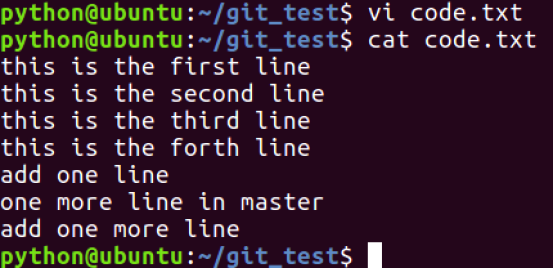 python@ubuntu:~/git_test$ vi code.txt
python@ubuntu:~/git_test$ cat code.txt
this is the first line
this is the second line
this is the third line
this is the forth line
add one line
one more line in master
add one more line
python@ubuntu:~/git_test$